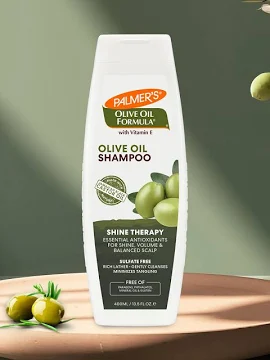 PALMER'S®
OLIVE OIL
FORMULA®
with Vitamin E
OLIVE OIL
SHAMPOO
SHINE THERAPY
ESSENTIAL ANTIOXIDANTS
FOR SHINE, VOLUME &
BALANCED SCALP
SULFATE FREE
RICH LATHER · GENTLY CLEANSES
MINIMIZES TANGLING
FREE OF
400ML / 13.5 FL OZ ℮